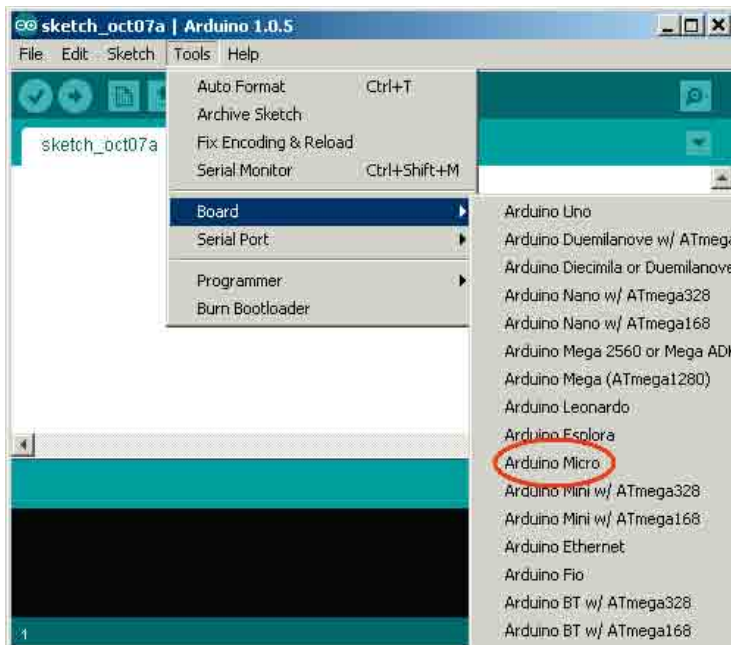 sketch_oct07a | Arduino 1.0.5
File Edit Sketch Tools Help
sketch_oct07a
Auto Format Ctrl+T
Archive Sketch
Fix Encoding & Reload
Serial Monitor Ctrl+Shift+M
Board
Serial Port
Programmer
Burn Bootloader
Arduino Uno
Arduino Duemilanove w/ ATmega
Arduino Diecimila or Duemilanove
Arduino Nano w/ ATmega328
Arduino Nano w/ ATmega168
Arduino Mega 2560 or Mega ADK
Arduino Mega (ATmega1280)
Arduino Leonardo
Arduino Esplora
Arduino Micro
Arduino Mini w/ ATmega328
Arduino Mini w/ ATmega168
Arduino Ethernet
Arduino Fio
Arduino BT w/ ATmega328
Arduino BT w/ ATmega168
1